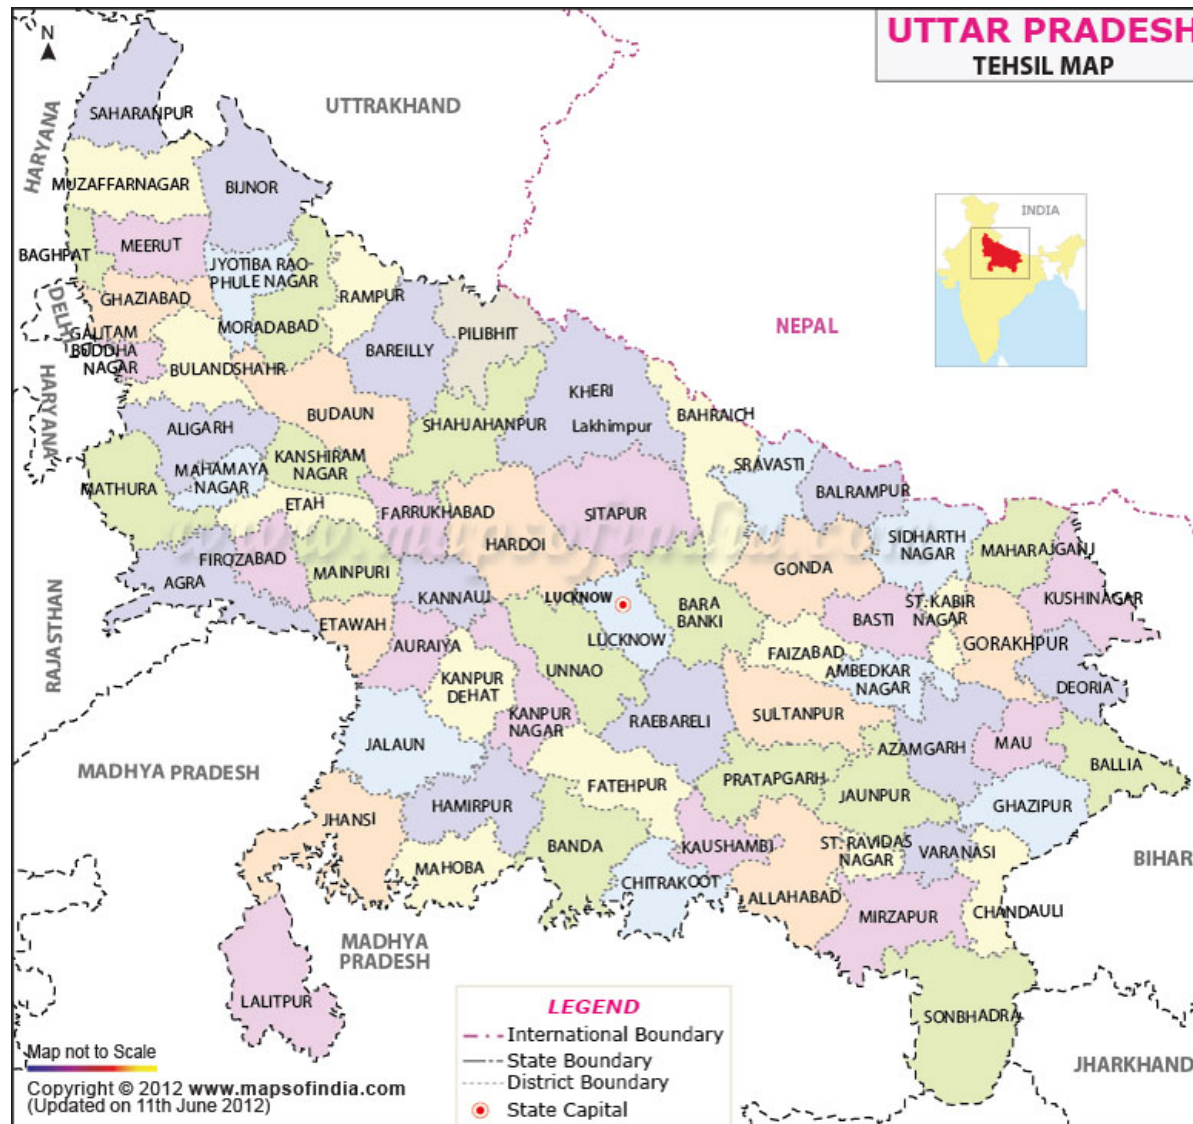 N
UTTAR PRADESH
TEHSIL MAP
UTTRAKHAND
HARYANA
SAHARANPUR
MUZAFFARNAGAR
BIJNOR
INDIA
BAGHPAT
MEERUT
JYOTIBA RAO-
PHULE NAGAR
GHAZIABAD
RAMPUR
DELHI
GAUTAM
BUDDHA
NAGAR
MORADABAD
BAREILLY
PILIBHIT
NEPAL
HARYANA
BULANDSHAHR
KHERI
Lakhimpur
BUDAUN
SHAHJAHANPUR
BAHRAICH
ALIGARH
KANSHIRAM
NAGAR
SRAVASTI
MAHAMAYA
NAGAR
MATHURA
BALRAMPUR
ETAH
FARRUKHABAD
SITAPUR
www.mapsofindia.com
HARDOI
SIDHARTH
NAGAR
MAHARAJGANJ
FIROZABAD
MAINPURI
GONDA
AGRA
KANNAUJ
LUCKNOW
LUCKNOW
BARA
BANKI
BASTI
ST. KABIR
NAGAR
KUSHINAGAR
RAJASTHAN
ETAWAH
AURAIYA
UNNAO
FAIZABAD
GORAKHPUR
KANPUR
DEHAT
AMBEDKAR
NAGAR
DEORIA
KANPUR
NAGAR
RAEBARELI
SULTANPUR
JALAUN
AZAMGARH
MAU
BALLIA
MADHYA PRADESH
FATEHPUR
PRATAPGARH
JAUNPUR
GHAZIPUR
JHANSI
HAMIRPUR
BANDA
KAUSHAMBI
ST. RAVIDAS
NAGAR
VARANASI
BIHAR
MAHOBA
CHITRAKOOT
ALLAHABAD
MIRZAPUR
CHANDAULI
MADHYA
PRADESH
LALITPUR
SONBHADRA
JHARKHAND
LEGEND
International Boundary
State Boundary
District Boundary
State Capital
Map not to Scale
Copyright © 2012 www.mapsofindia.com
(Updated on 11th June 2012)